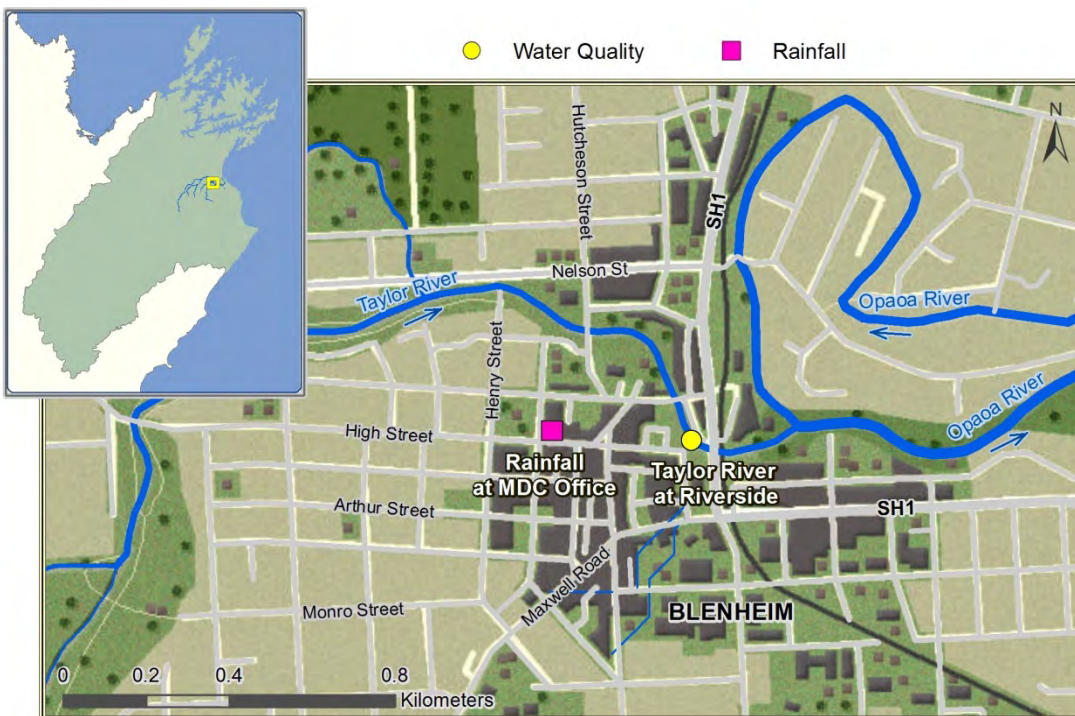 Water Quality
Rainfall
N
Hutcheson Street
SH1
Nelson St
Taylor River
Opaoa River
Henry Street
Opaoa River
High Street
Rainfall
at MDC Office
Taylor River
at Riverside
Arthur Street
SH1
Maxwell Road
Monro Street
BLENHEIM
0 0.2 0.4 0.8
Kilometers